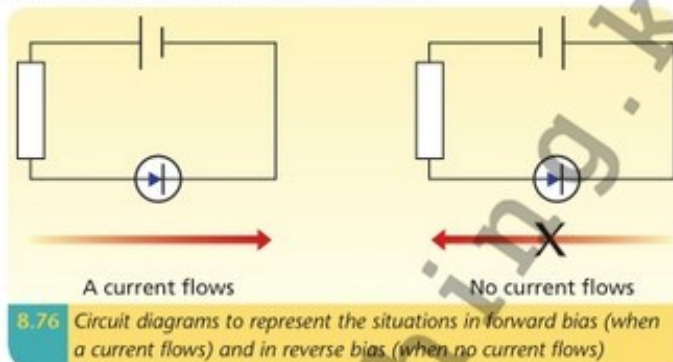 A current flows
No current flows
X
8.76 Circuit diagrams to represent the situations in forward bias (when
a current flows) and in reverse bias (when no current flows)
ing.k